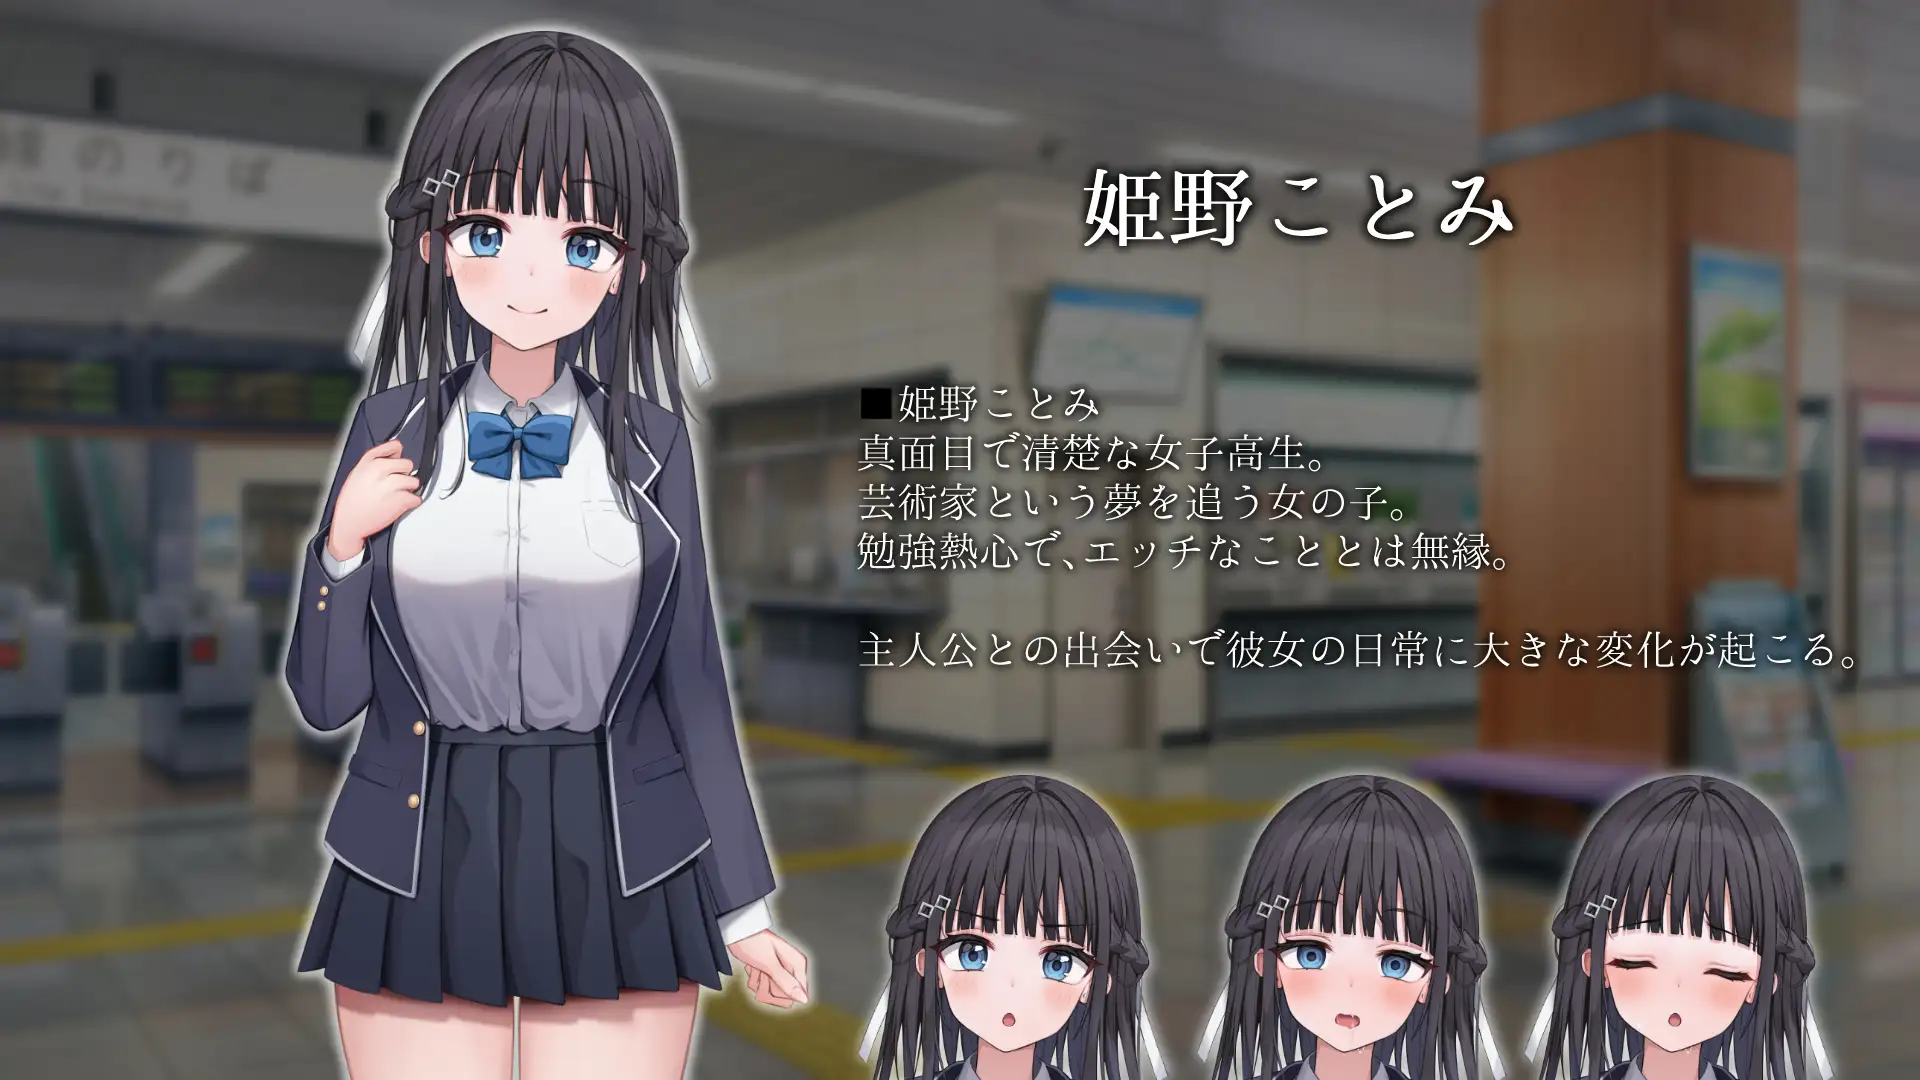 のりば
姫野ことみ
■姫野ことみ
真面目で清楚な女子高生。
芸術家という夢を追う女の子。
勉強熱心で、エッチなこととは無縁。
主人公との出会いで彼女の日常に大きな変化が起こる。